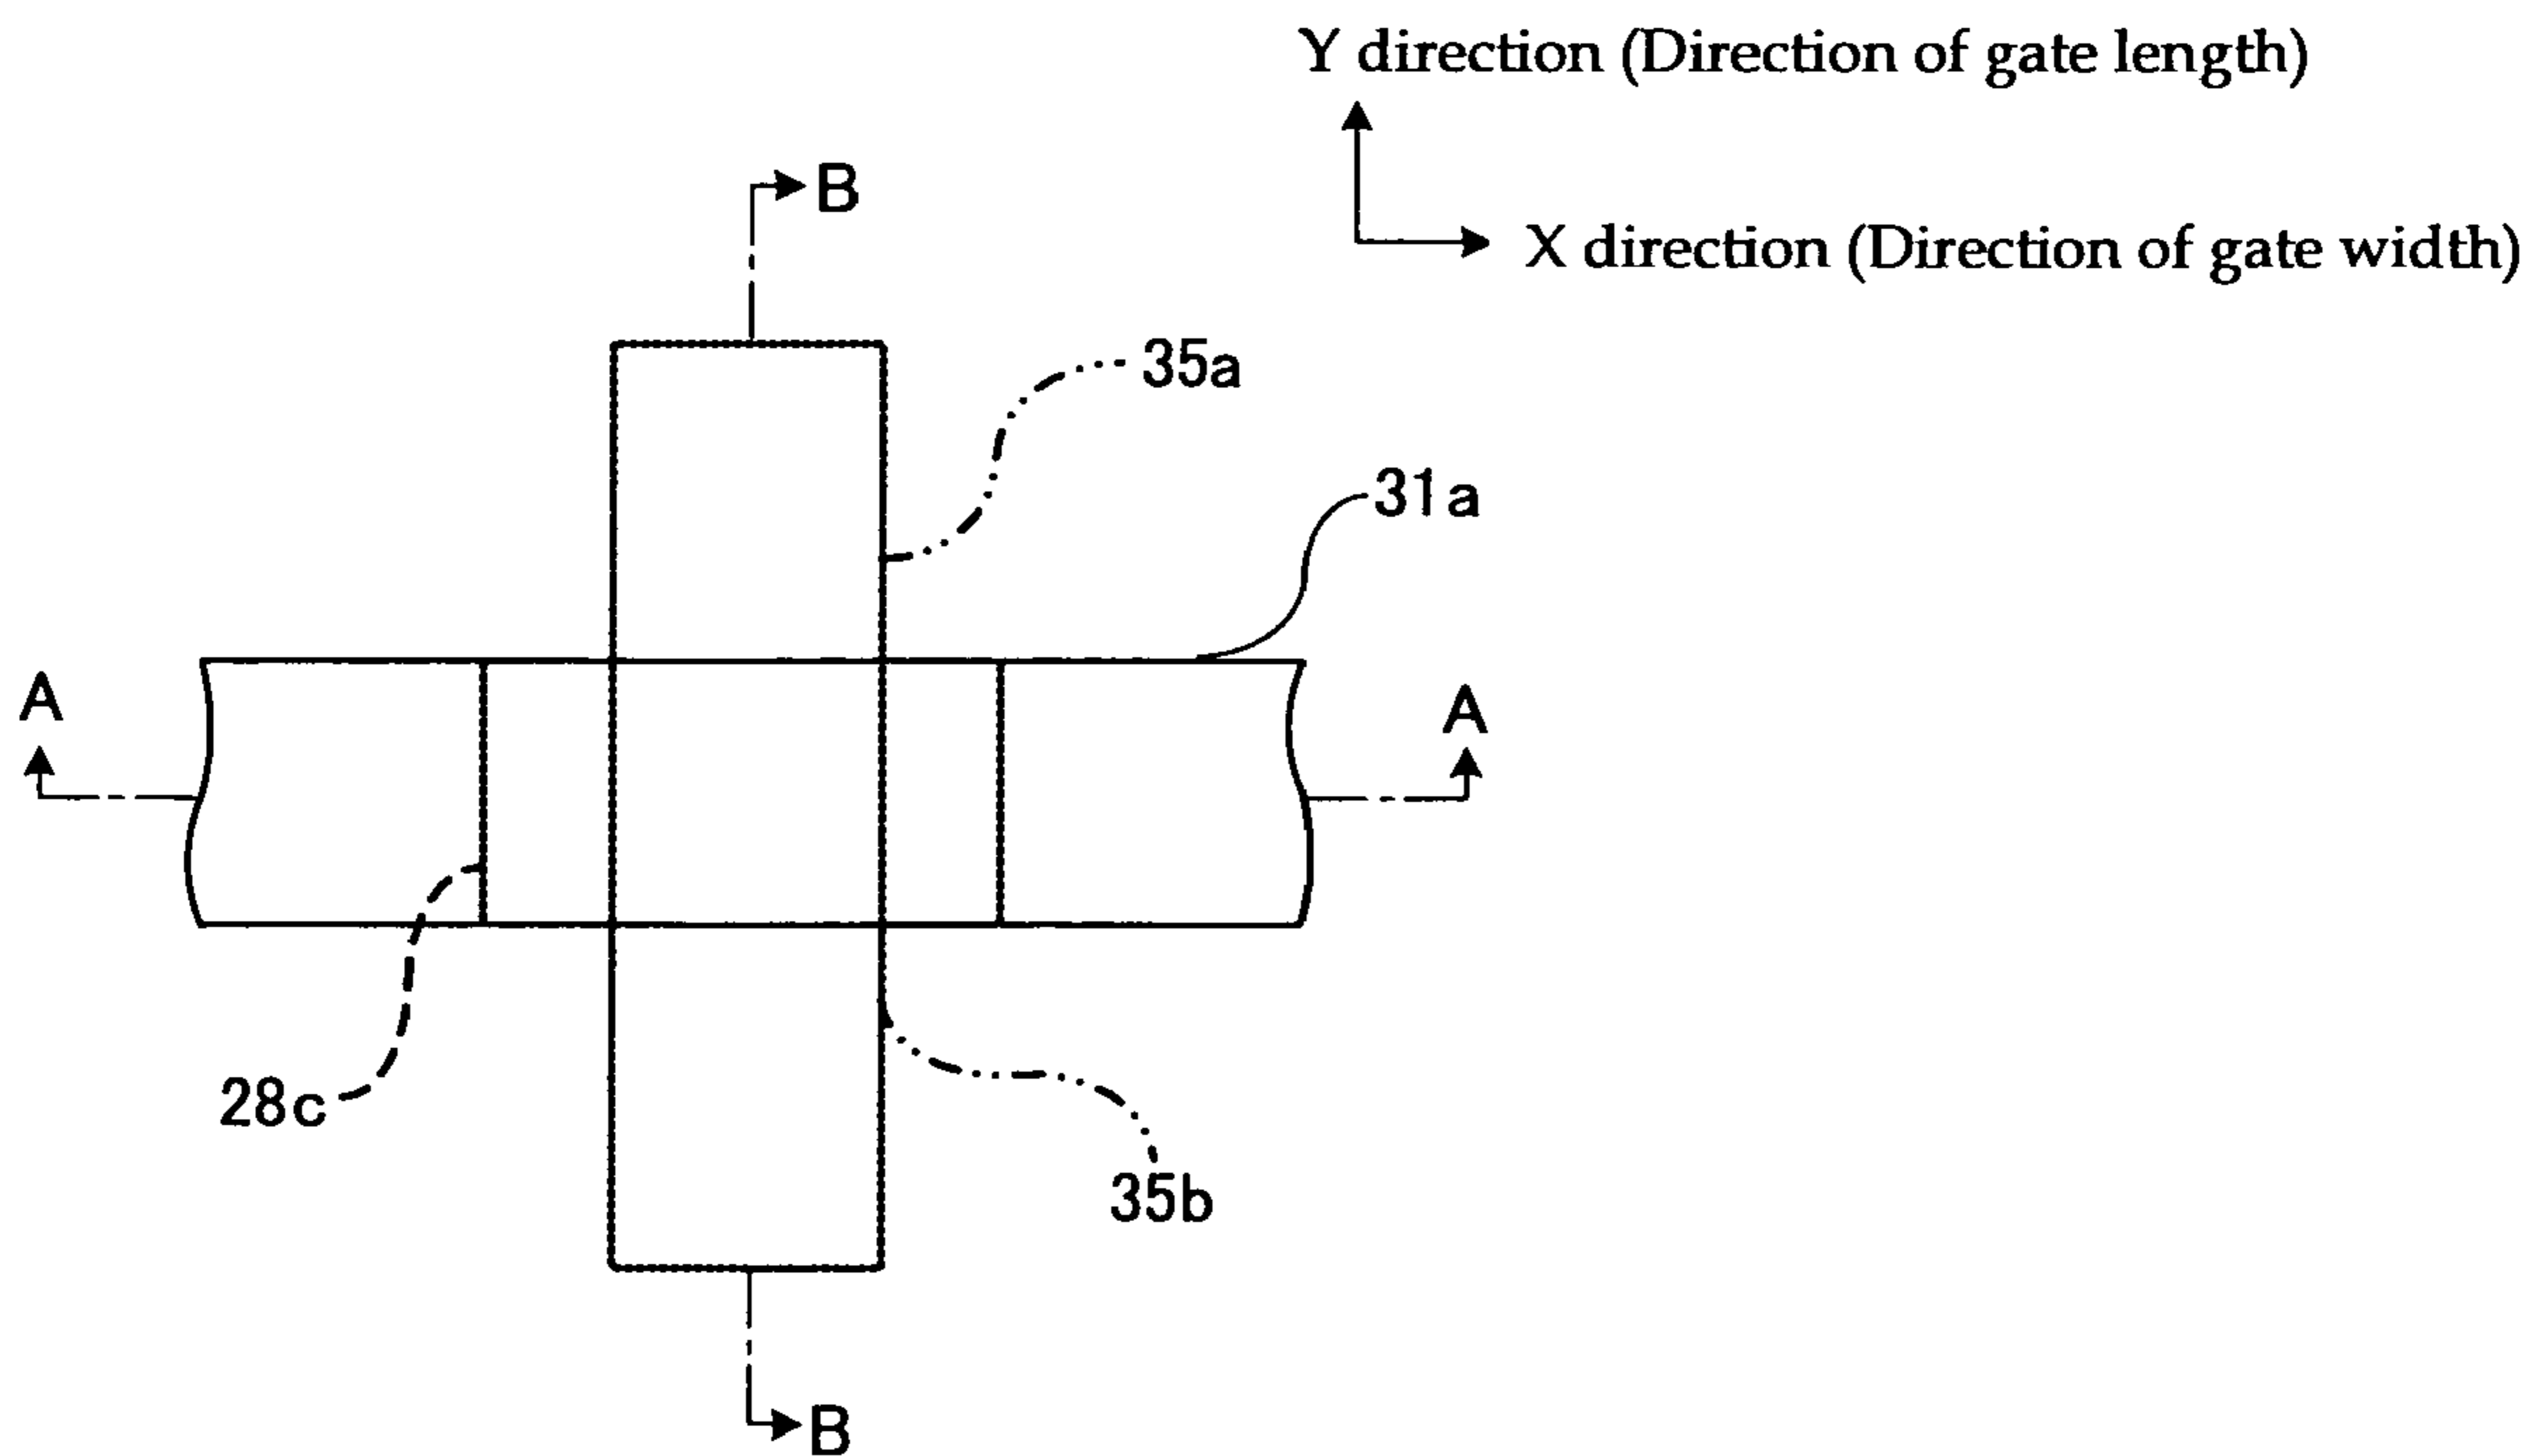 Y direction (Direction of gate length)
B
X direction (Direction of gate width)
35a
31a
A
A
28c
35b
B